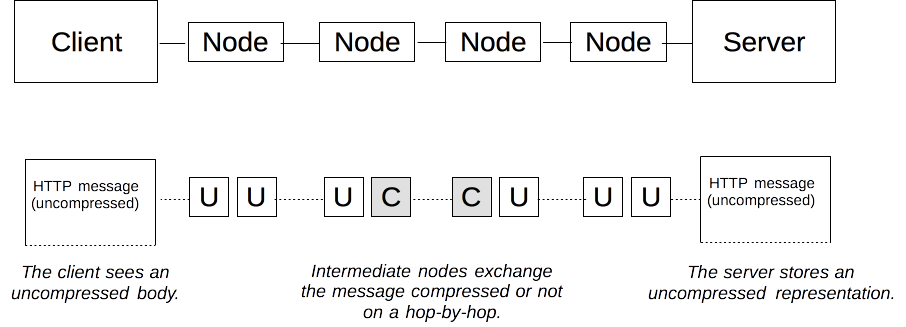 Client
Node
Node
Node
Node
Server
HTTP message
(uncompressed)
U
U
U
C
C
U
U
U
HTTP message
(uncompressed)
The client sees an
uncompressed body.
Intermediate nodes exchange
the message compressed or not
on a hop-by-hop.
The server stores an
uncompressed representation.